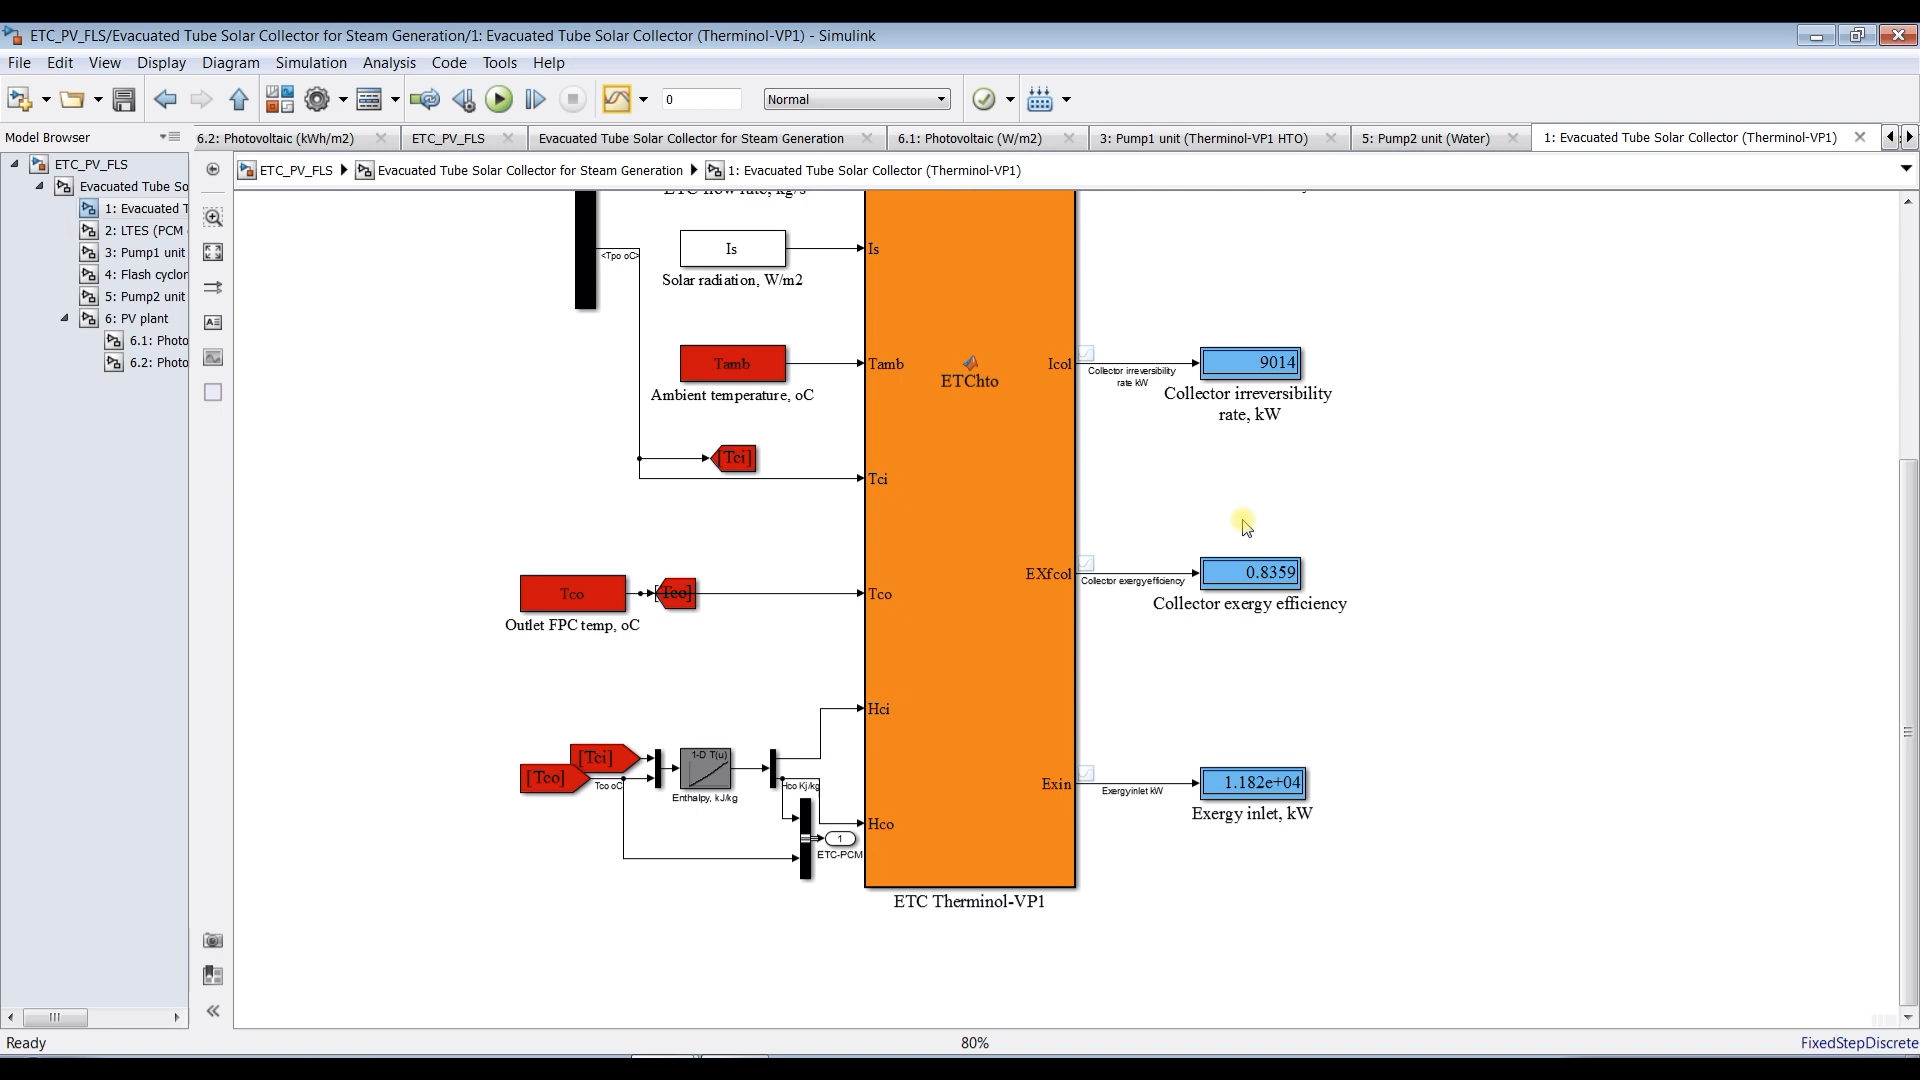 ETC_PV_FLS/Evacuated Tube Solar Collector for Steam Generation/1: Evacuated Tube Solar Collector (Therminol-VP1) - Simulink
File Edit View Display Diagram Simulation Analysis Code Tools Help
0 Normal
Model Browser
6.2: Photovoltaic (kWh/m2) ETC_PV_FLS Evacuated Tube Solar Collector for Steam Generation 6.1: Photovoltaic (W/m2) 3: Pump1 unit (Therminol-VP1 HTO) 5: Pump2 unit (Water) 1: Evacuated Tube Solar Collector (Therminol-VP1)
ETC_PV_FLS Evacuated Tube Solar Collector for Steam Generation 1: Evacuated Tube Solar Collector (Therminol-VP1)
ETC_PV_FLS
Evacuated Tube So
1: Evacuated T
2: LTES (PCM
3: Pump1 unit
4: Flash cyclor
5: Pump2 unit
6: PV plant
6.1: Photo
6.2: Photo
ETC flow rate, kg/s
<Tpo oC>
Is
Is
Solar radiation, W/m2
Tamb
Tamb
Ambient temperature, oC
ETChto
Icol
Collector irreversibility
rate kW
9014
Collector irreversibility
rate, kW
[Tci]
Tci
Tco
[Tco]
Tco
Outlet FPC temp, oC
EXfcol
Collector exergyefficiency
0.8359
Collector exergy efficiency
Hci
[Tci]
[Tco]
Tco oC
1-D T(u)
Enthalpy, kJ/kg
Hco Kj/kg
Hco
1
ETC-PCM
Exin
Exergyinlet kW
1.182e+04
Exergy inlet, kW
ETC Therminol-VP1
Ready
80%
FixedStepDiscrete